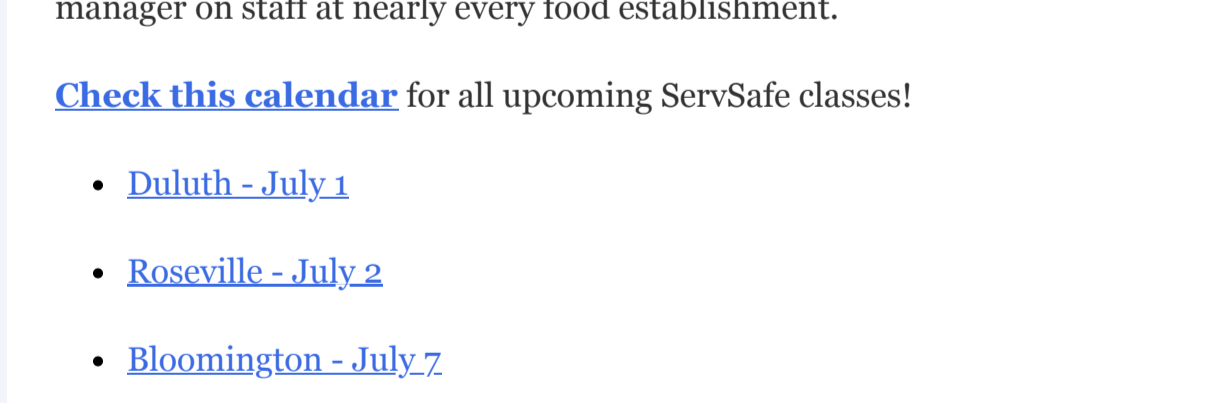 manager on staff at nearly every food establishment.
Check this calendar for all upcoming ServSafe classes!
• Duluth - July 1
• Roseville - July 2
• Bloomington - July 7